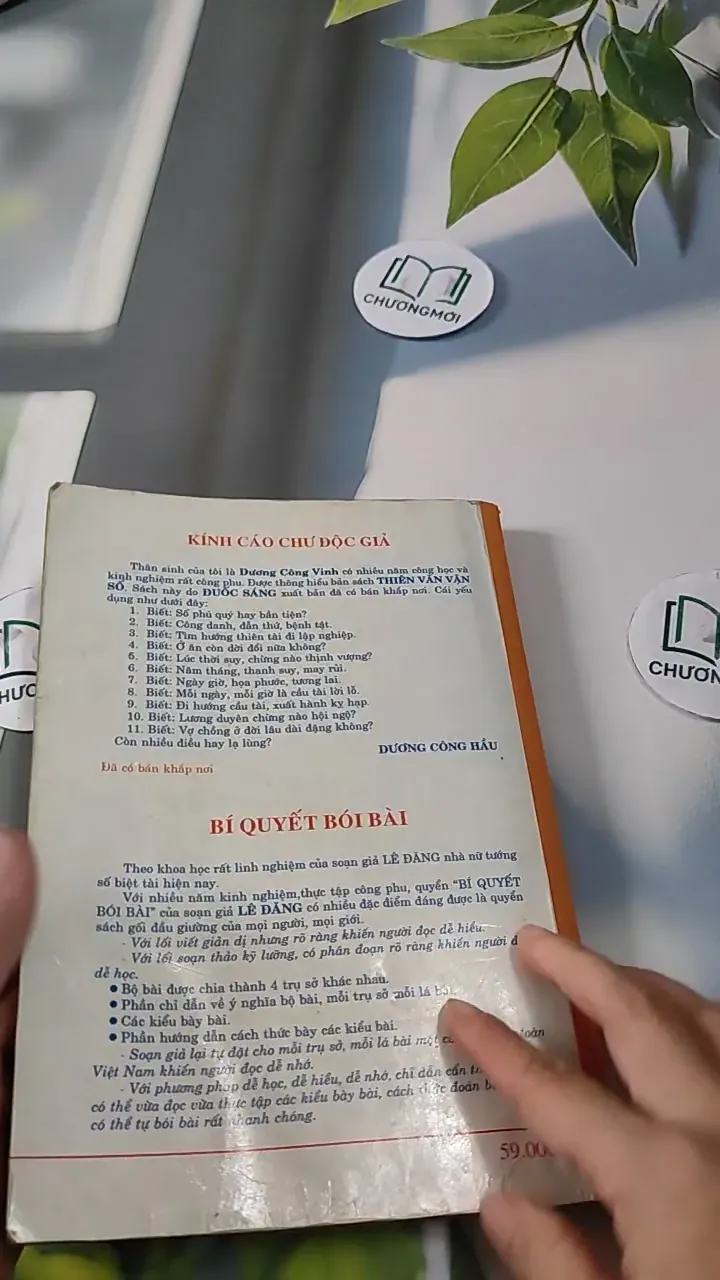 CHƯƠNGMỚI
KÍNH CÁO CHƯ ĐỘC GIẢ
Thân sinh của tôi là Dương Công Vinh có nhiều năm công học và
kinh nghiệm rất công phu. Được thông hiểu bản sách THIÊN VĂN VẬN
SỐ. Sách này do ĐUỐC SÁNG xuất bản đã có bán khắp nơi. Cái yếu
dụng như dưới đây:
1. Biết: Số phú quý hay bần tiện?
2. Biết: Công danh, dần thứ, bệnh tật.
3. Biết: Tìm hướng thiên tài đi lập nghiệp.
4. Biết: Ở ăn còn dời đổi nữa không?
5. Biết: Lúc thời suy, chừng nào thịnh vượng?
6. Biết: Năm tháng, thanh suy, may rủi.
7. Biết: Ngày giờ, họa phước, tương lai.
8. Biết: Mỗi ngày, mỗi giờ là cầu tài lời lỗ.
9. Biết: Đi hướng cầu tài, xuất hành kỵ hạp.
10. Biết: Lương duyên chừng nào hội ngộ?
11. Biết: Vợ chồng ở đời lâu dài đặng không?
Còn nhiều điều hay lạ lùng?
DƯƠNG CÔNG HẦU
Đã có bán khắp nơi
BÍ QUYẾT BÓI BÀI
Theo khoa học rất linh nghiệm của soạn giả LÊ ĐĂNG nhà nữ tướng
số biệt tài hiện nay.
Với nhiều năm kinh nghiệm,thực tập công phu, quyển "BÍ QUYẾT
BÓI BÀI" của soạn giả LÊ ĐĂNG có nhiều đặc điểm đáng được là quyển
sách gối đầu giường của mọi người, mọi giới.
- Với lối viết giản dị nhưng rõ ràng khiến người đọc dễ hiểu.
- Với lối soạn thảo kỹ lưỡng, có phân đoạn rõ ràng khiến người đ
dễ học.
● Bộ bài được chia thành 4 trụ sở khác nhau.
● Phần chỉ dẫn về ý nghĩa bộ bài, mỗi trụ sở mỗi lá bài.
● Các kiểu bày bài.
● Phần hướng dẫn cách thức bày các kiểu bài.
- Soạn giả lại tự đặt cho mỗi trụ sở, mỗi lá bài một toàn
Việt Nam khiến người đọc dễ nhớ.
- Với phương pháp dễ học, dễ hiểu, dễ nhớ, chỉ dẫn cẩn
có thể vừa đọc vừa thực tập các kiểu bày bài, cách thức đoán
có thể tự bói bài rất nhanh chóng.
59.00
CHƯƠN
HƯƠ